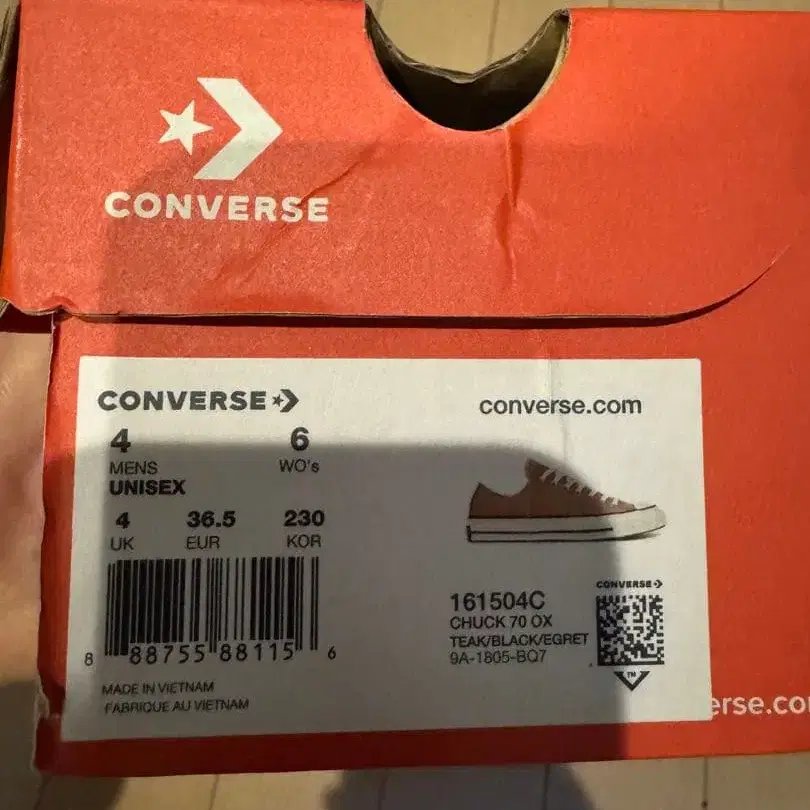 CONVERSE
CONVERSE
converse.com
4 6
MENS WO's
UNISEX
4 36.5 230
UK EUR KOR
8 88755 88115 6
MADE IN VIETNAM
FABRIQUE AU VIETNAM
CONVERSE
161504C
CHUCK 70 OX
TEAK/BLACK/EGRET
9A-1805-BQ7
TM
erse.co